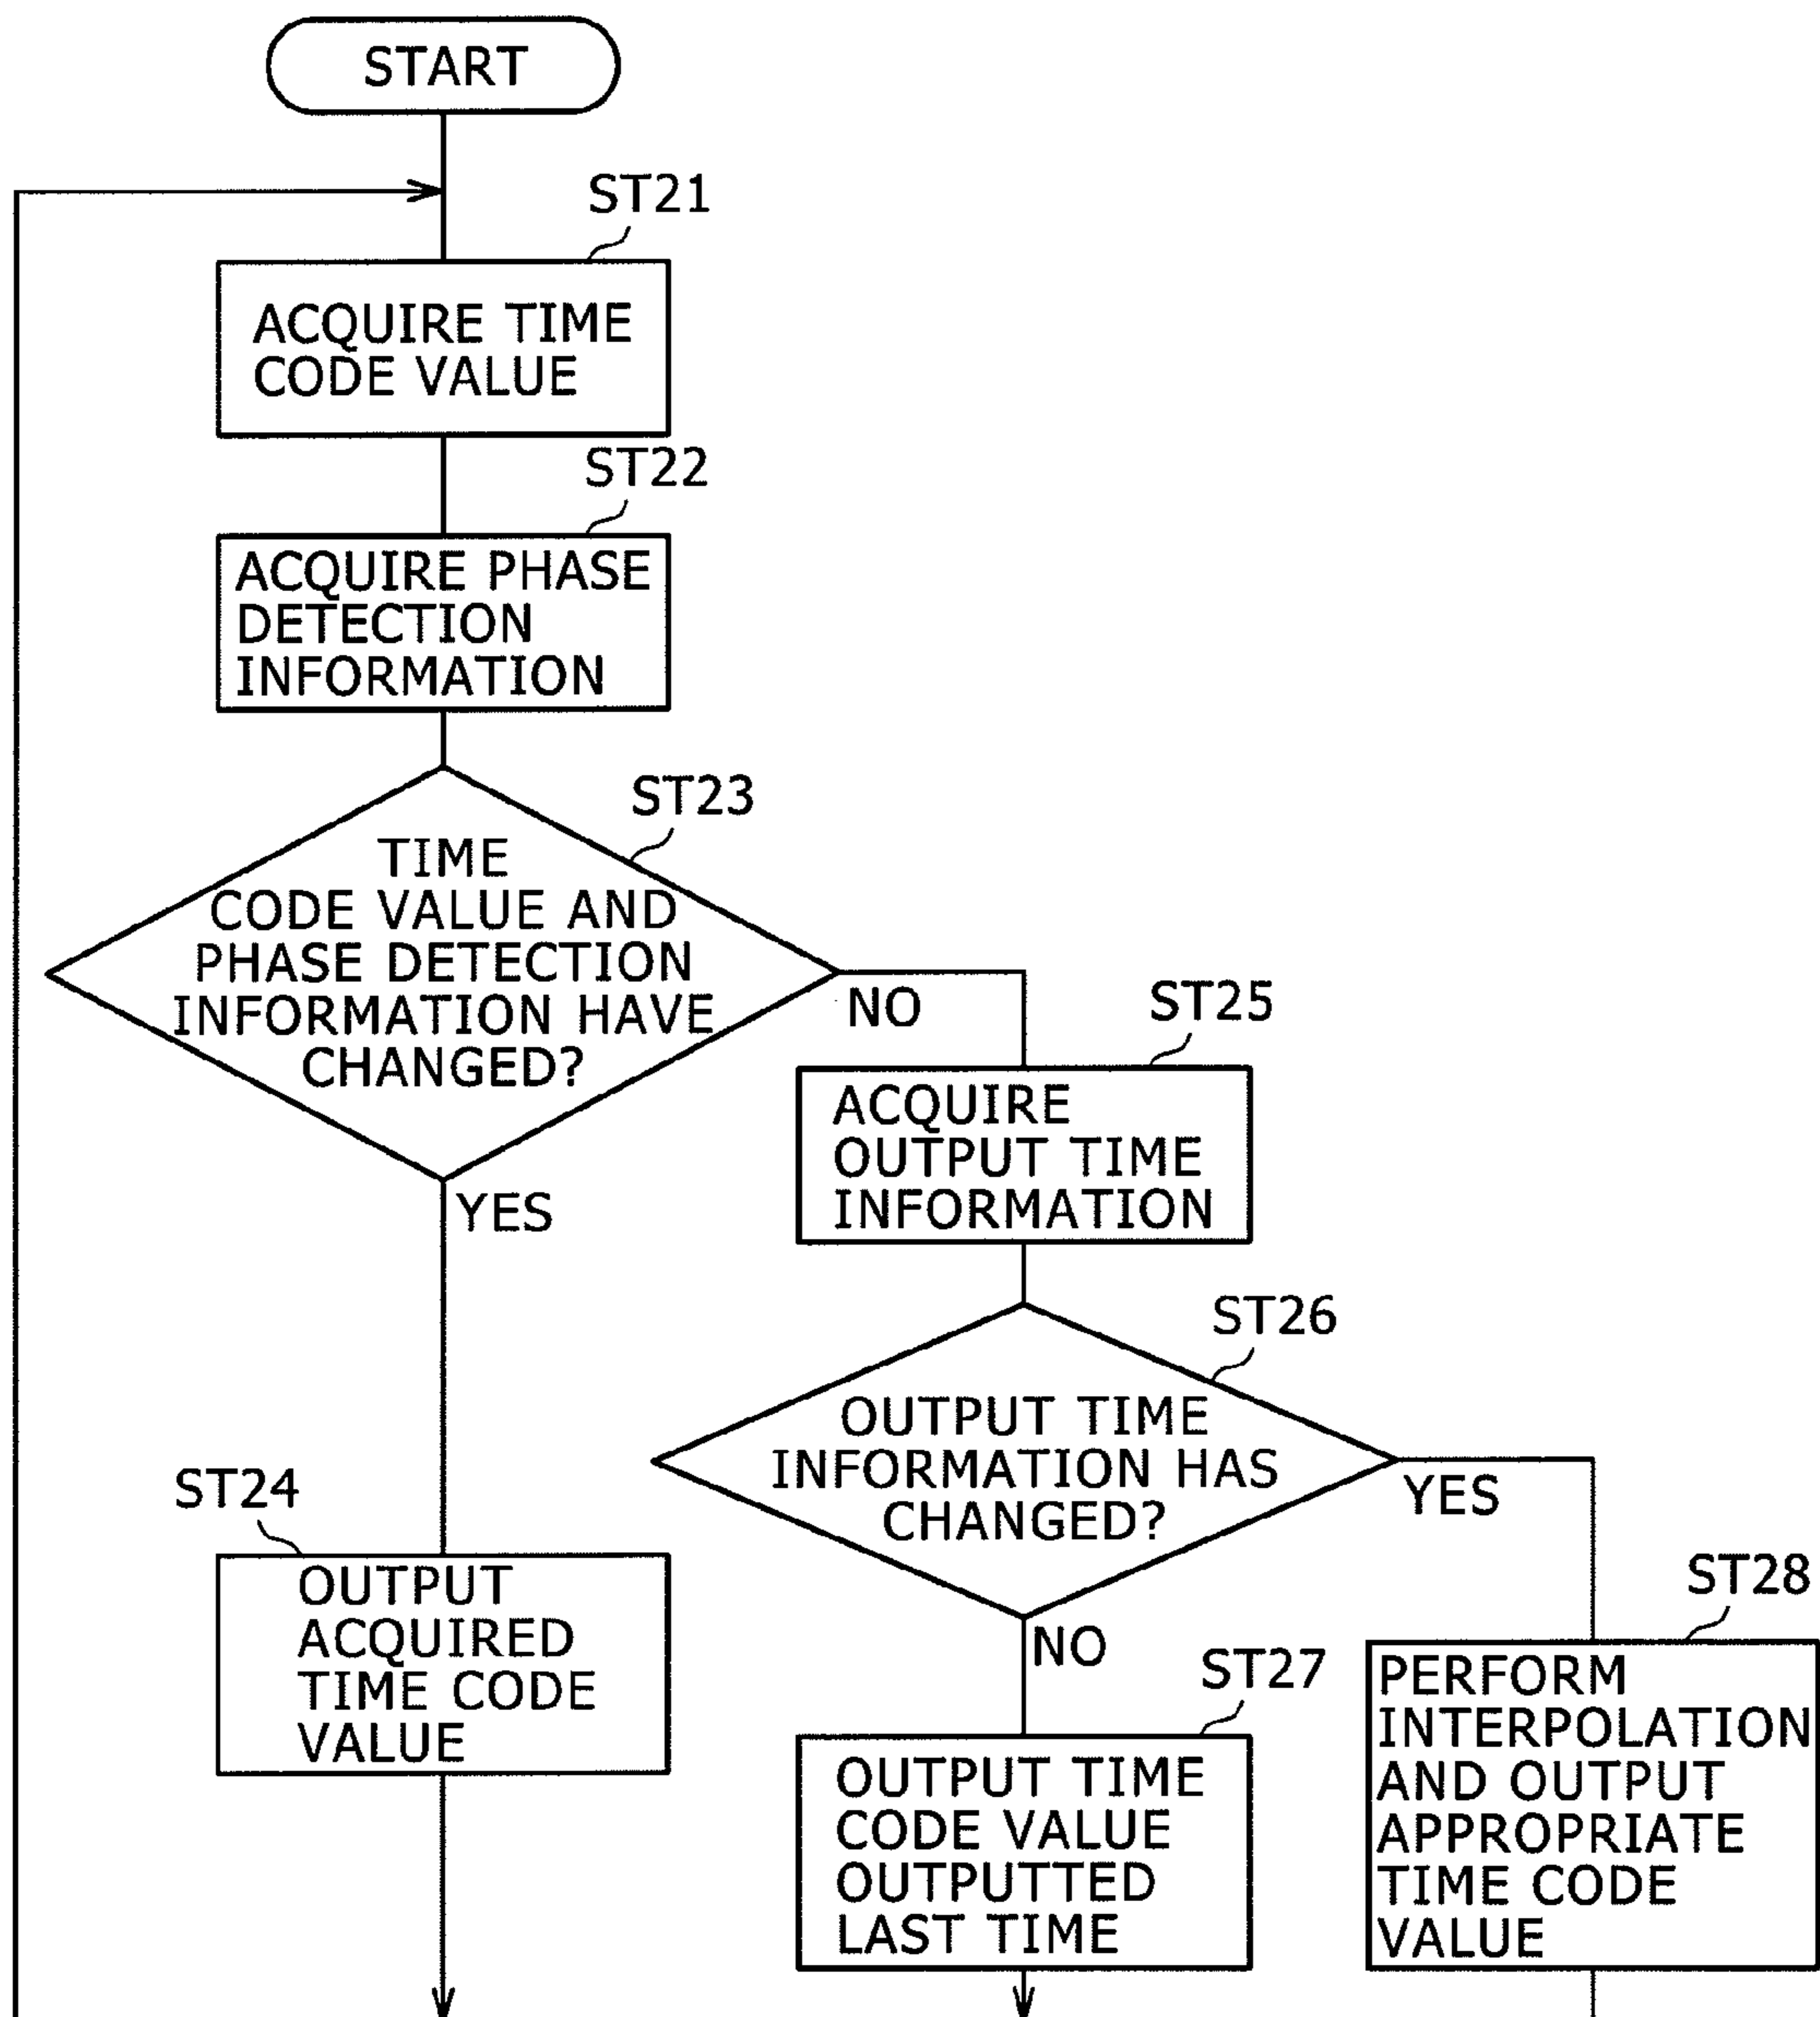 START
ST21
ACQUIRE TIME
CODE VALUE
ST22
ACQUIRE PHASE
DETECTION
INFORMATION
ST23
TIME
CODE VALUE AND
PHASE DETECTION
INFORMATION HAVE
CHANGED?
NO
YES
ST25
ACQUIRE
OUTPUT TIME
INFORMATION
ST26
OUTPUT TIME
INFORMATION HAS
CHANGED?
YES
NO
ST24
OUTPUT
ACQUIRED
TIME CODE
VALUE
ST27
OUTPUT TIME
CODE VALUE
OUTPUTTED
LAST TIME
ST28
PERFORM
INTERPOLATION
AND OUTPUT
APPROPRIATE
TIME CODE
VALUE